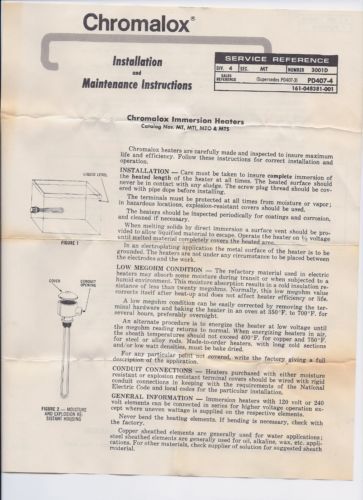 Chromalox®
Installation
and
Maintenance Instructions
SERVICE REFERENCE
DIV. 4 SEC. MT NUMBER 3001D
SALES REFERENCE (Supersedes PD407-3) PD407-4
161-048381-001
Chromalox Immersion Heaters
Catalog Nos. MT, MTI, MTO & MTS
Chromalox heaters are carefully made and inspected to insure maximum
life and efficiency. Follow these instructions for correct installation and
operation.
INSTALLATION — Care must be taken to insure complete immersion of
the heated length of the heater at all times. The heated surface should
never be in contact with any sludge. The screw plug thread should be cov-
ered with pipe dope before installing.
The terminals must be protected at all times from moisture or vapor;
in hazardous locations, explosion-resistant covers should be used.
The heaters should be inspected periodically for coatings and corrosion,
and cleaned if necessary.
When melting solids by direct immersion a surface vent should be pro-
vided to allow liquified material to escape. Operate the heater on ½ voltage
until melted material completely covers the heated area.
In an electroplating application the metal surface of the heater is to be
grounded. The heaters are not under any circumstance to be placed between
the electrodes and the work.
LOW MEGOHM CONDITION — The refractory material used in electric
heaters may absorb some moisture during transit or when subjected to a
humid environment. This moisture absorption results in a cold insulation re-
sistance of less than twenty megohms. Normally, this low megohm value
corrects itself after heat-up and does not affect heater efficiency or life.
A low megohm condition can be easily corrected by removing the ter-
minal hardware and baking the heater in an oven at 350°F. to 700°F. for
several hours, preferably overnight.
An alternate procedure is to energize the heater at low voltage until
the megohm reading returns to normal. When energizing heaters in air,
the sheath temperatures should not exceed 400°F. for copper and 750°F.
for steel or alloy rods. Made-to-order heaters, with long cold sections
and/or low watt densities, must be bake dried.
For any particular point not covered, write the factory giving a full
description of the application.
CONDUIT CONNECTIONS — Heaters purchased with either moisture
resistant or explosion resistant terminal covers should be wired with rigid
conduit connections in keeping with the requirements of the National
Electric Code and local codes for the particular installation.
GENERAL INFORMATION — Immersion heaters with 120 volt or 240
volt elements can be connected in series for higher voltage operation ex-
cept where uneven wattage is supplied on the respective elements.
Never bend the heating elements. If bending is necessary, check with
the factory.
Copper sheathed elements are generally used for water applications;
steel sheathed elements are generally used for oil, alkaline, wax, etc. appli-
cations. For other materials, check supplier of solution for suggested sheath
material.
LIQUID LEVEL
FIGURE 1
COVER
CONDUIT OPENING
FIGURE 2 — MOISTURE
AND EXPLOSION RE-
SISTANT HOUSING